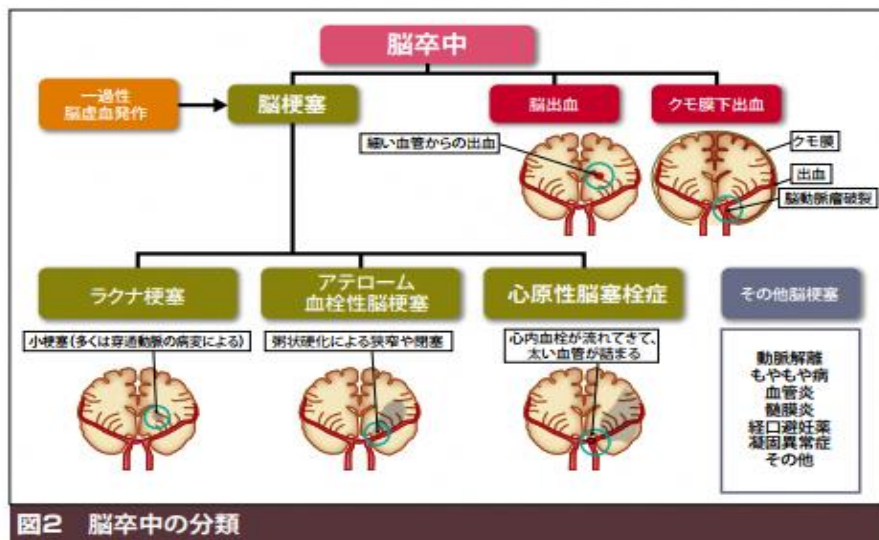 脳卒中
一過性
脳虚血発作
脳梗塞
脳出血
クモ膜下出血
細い血管からの出血
クモ膜
出血
脳動脈瘤破裂
ラクナ梗塞
アテローム
血栓性脳梗塞
心原性脳塞栓症
その他脳梗塞
小梗塞(多くは穿通動脈の病変による)
粥状硬化による狭窄や閉塞
心内血栓が流れてきて、
太い血管が詰まる
動脈解離
もやもや病
血管炎
髄膜炎
経口避妊薬
凝固異常症
その他
図2 脳卒中の分類